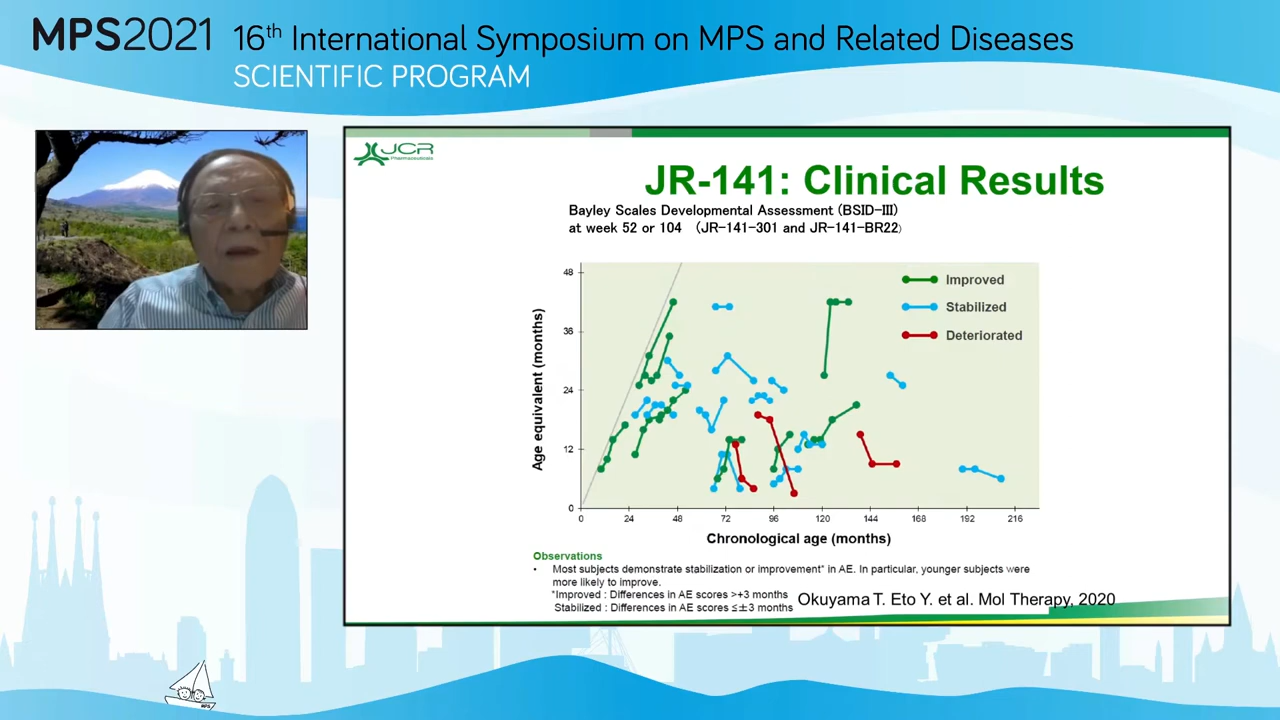 MPS2021 16th International Symposium on MPS and Related Diseases
SCIENTIFIC PROGRAM
JCR
Pharmaceuticals
JR-141: Clinical Results
Bayley Scales Developmental Assessment (BSID-III)
at week 52 or 104 (JR-141-301 and JR-141-BR22)
Age equivalent (months)
48
36
24
12
0
Improved
Stabilized
Deteriorated
0 24 48 72 96 120 144 168 192 216
Chronological age (months)
Observations
• Most subjects demonstrate stabilization or improvement* in AE. In particular, younger subjects were
more likely to improve.
*Improved : Differences in AE scores >+3 months
Stabilized : Differences in AE scores ≤±3 months
Okuyama T. Eto Y. et al. Mol Therapy, 2020
MPS